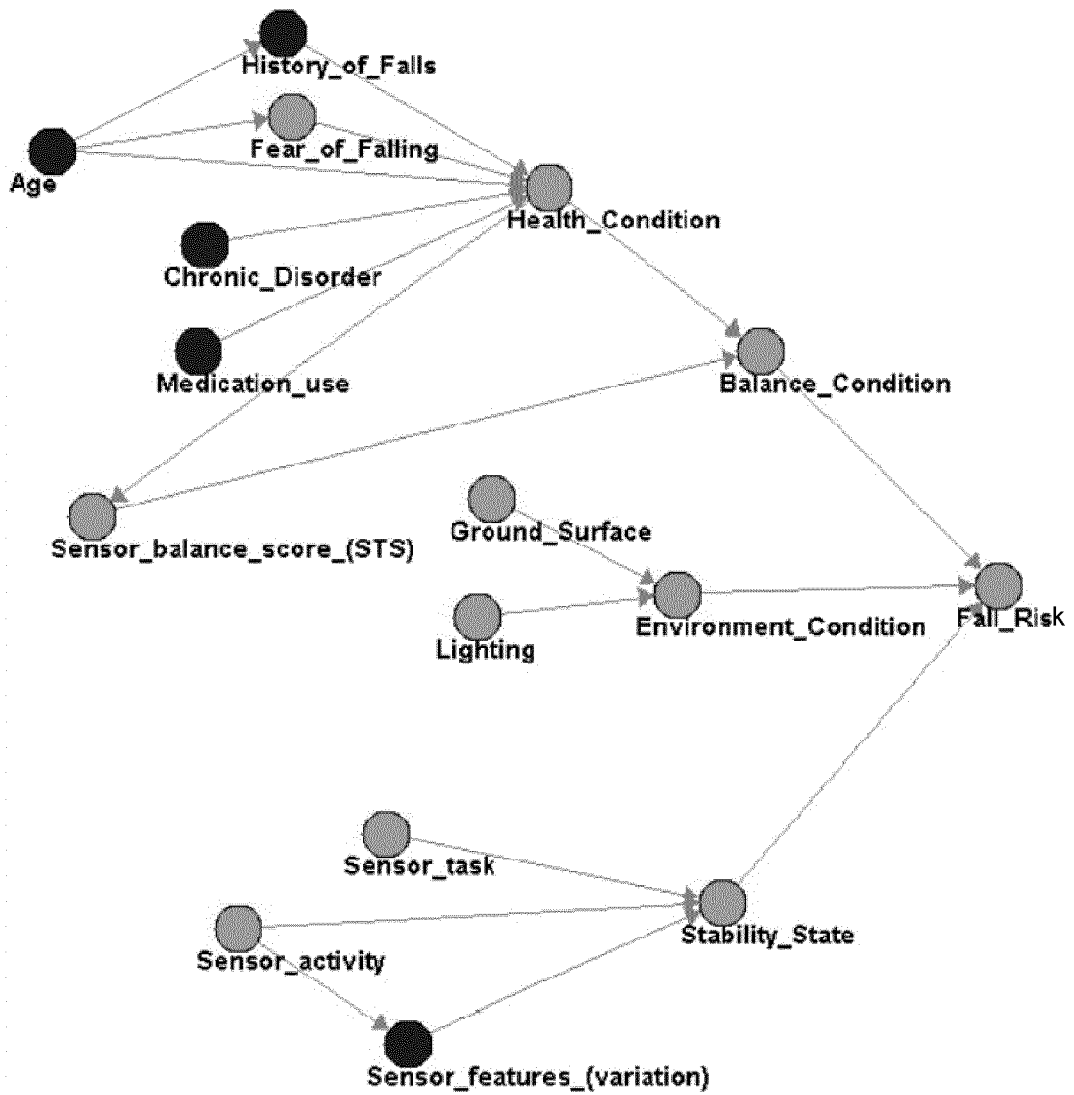 History_of_Falls
Fear_of_Falling
Age
Health_Condition
Chronic_Disorder
Medication_use
Balance_Condition
Sensor_balance_score_(STS)
Ground_Surface
Environment_Condition
Fall_Risk
Lighting
Sensor_task
Stability_State
Sensor_activity
Sensor_features_(variation)